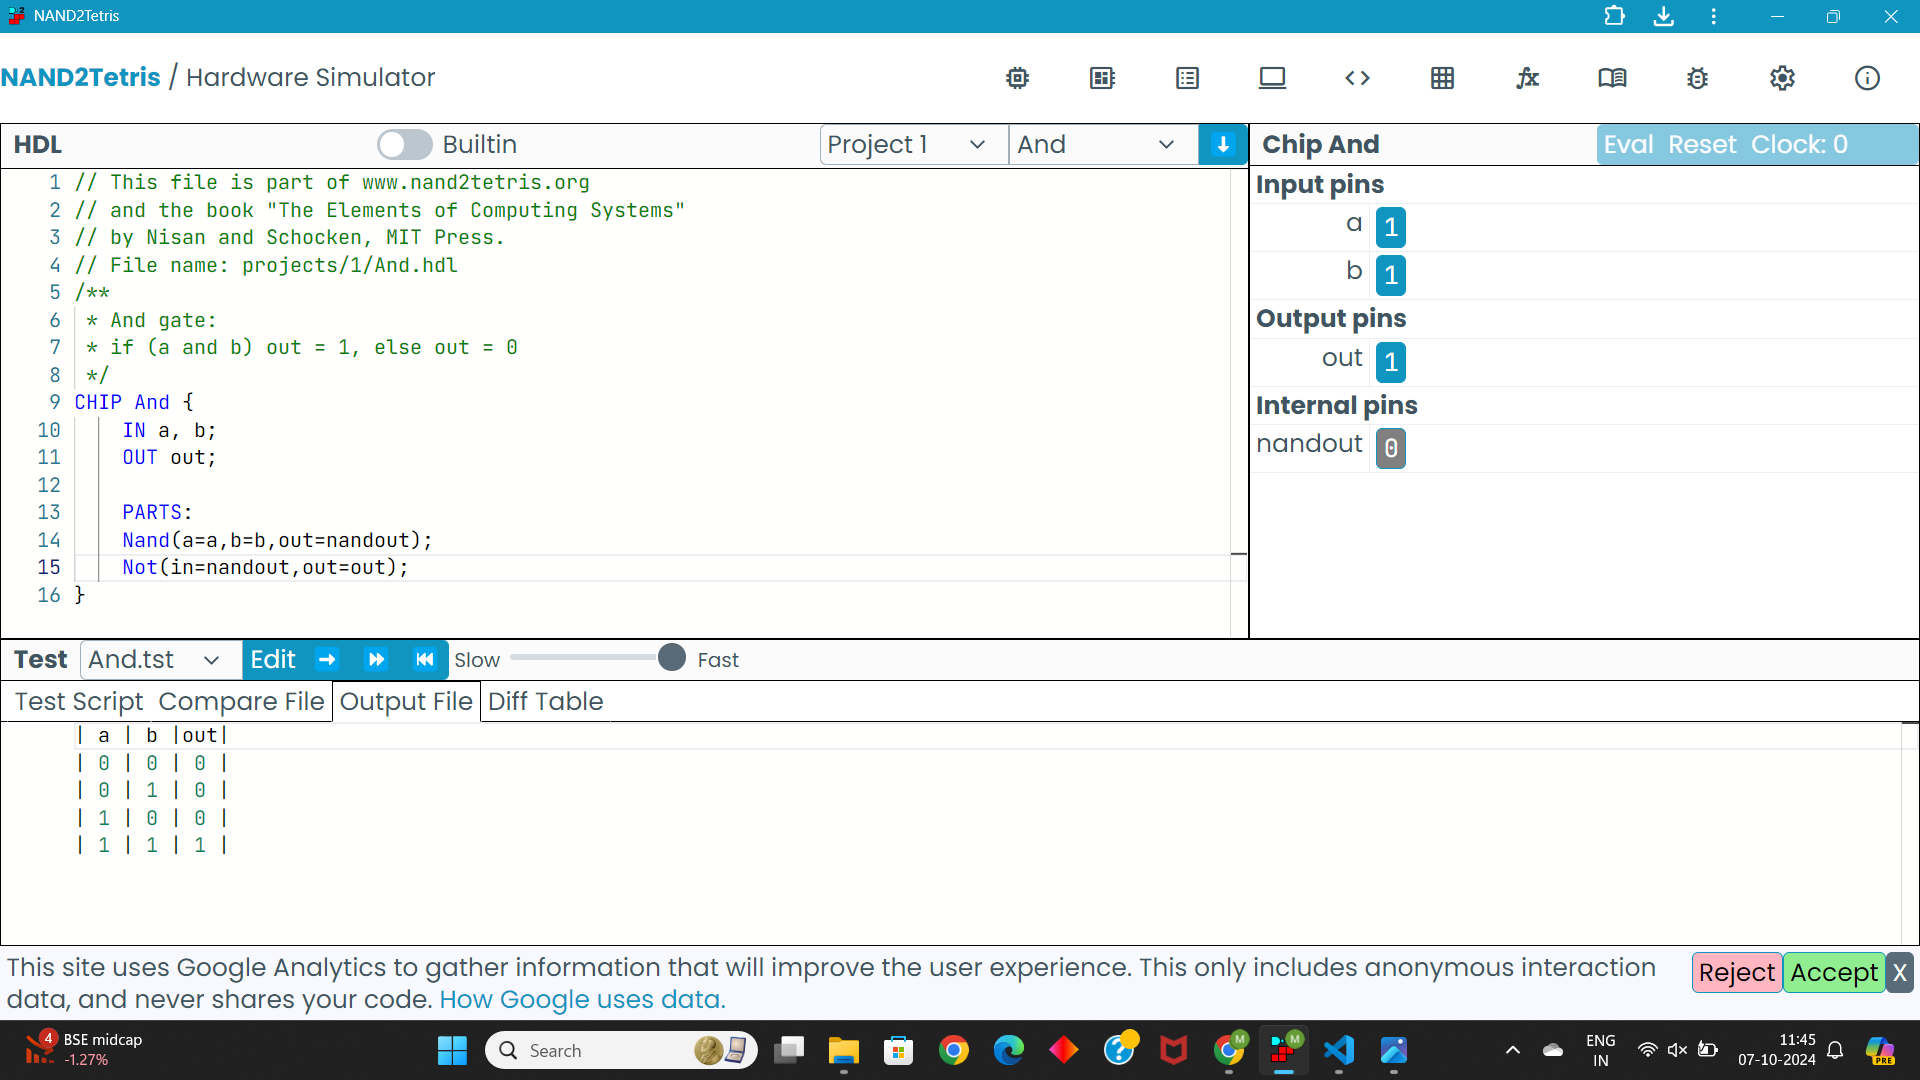 NAND2Tetris
NAND2Tetris / Hardware Simulator
HDL Builtin Project 1 And
Chip And Eval Reset Clock: 0
1 // This file is part of www.nand2tetris.org
2 // and the book "The Elements of Computing Systems"
3 // by Nisan and Schocken, MIT Press.
4 // File name: projects/1/And.hdl
5 /**
6 * And gate:
7 * if (a and b) out = 1, else out = 0
8 */
9 CHIP And {
10 IN a, b;
11 OUT out;
12
13 PARTS:
14 Nand(a=a,b=b,out=nandout);
15 Not(in=nandout,out=out);
16 }
Input pins
a 1
b 1
Output pins
out 1
Internal pins
nandout 0
Test And.tst Edit Slow Fast
Test Script Compare File Output File Diff Table
| a | b |out|
| 0 | 0 | 0 |
| 0 | 1 | 0 |
| 1 | 0 | 0 |
| 1 | 1 | 1 |
This site uses Google Analytics to gather information that will improve the user experience. This only includes anonymous interaction
data, and never shares your code. How Google uses data.
Reject Accept X
4 BSE midcap
-1.27%
Search
M
M
ENG
IN
11:45
07-10-2024
PRE